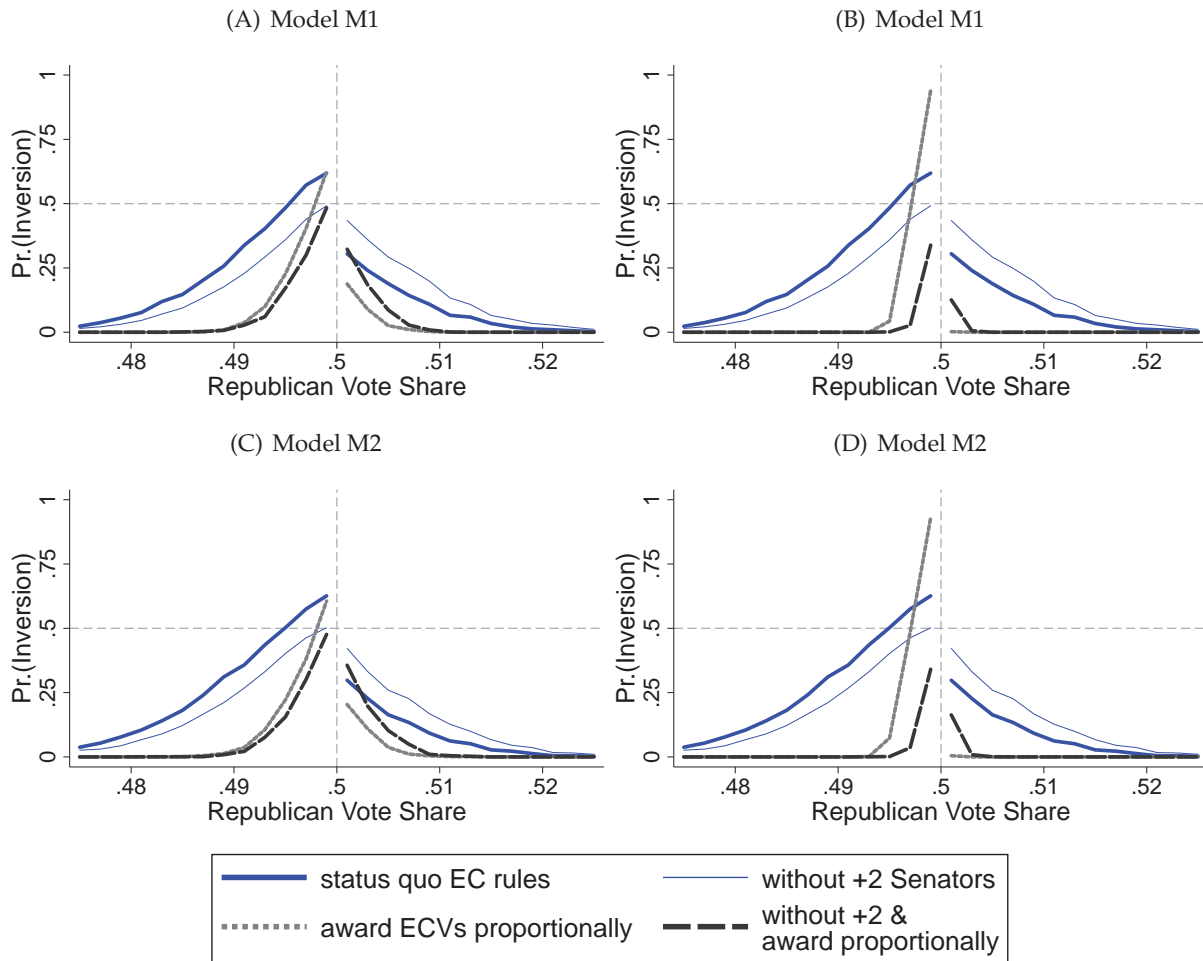 (A) Model M1
(B) Model M1
Pr.(Inversion)
1
.75
.5
.25
0
.48
.49
.5
.51
.52
Republican Vote Share
Pr.(Inversion)
1
.75
.5
.25
0
.48
.49
.5
.51
.52
Republican Vote Share
(C) Model M2
(D) Model M2
Pr.(Inversion)
1
.75
.5
.25
0
.48
.49
.5
.51
.52
Republican Vote Share
Pr.(Inversion)
1
.75
.5
.25
0
.48
.49
.5
.51
.52
Republican Vote Share
status quo EC rules
without +2 Senators
award ECVs proportionally
without +2 &
award proportionally